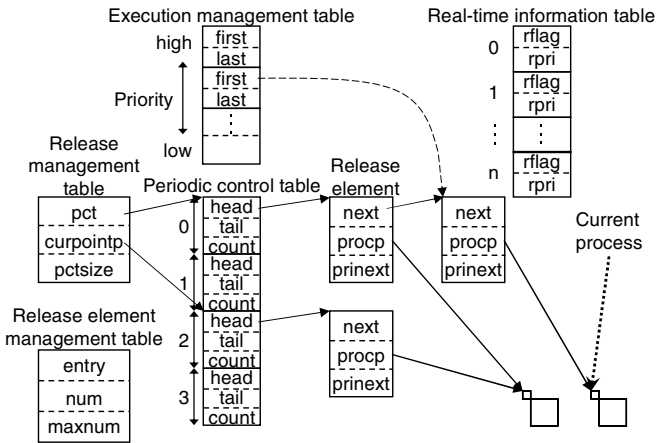 Execution management table
high
first
last
first
last
Priority
low
Real-time information table
0
rflag
rpri
1
rflag
rpri
n
rflag
rpri
Release
management
table
pct
curpointp
pctsize
Periodic control table
0
head
tail
count
1
head
tail
count
2
head
tail
count
3
head
tail
count
Release
element
next
procp
prinext
next
procp
prinext
next
procp
prinext
Current
process
Release element
management table
entry
num
maxnum